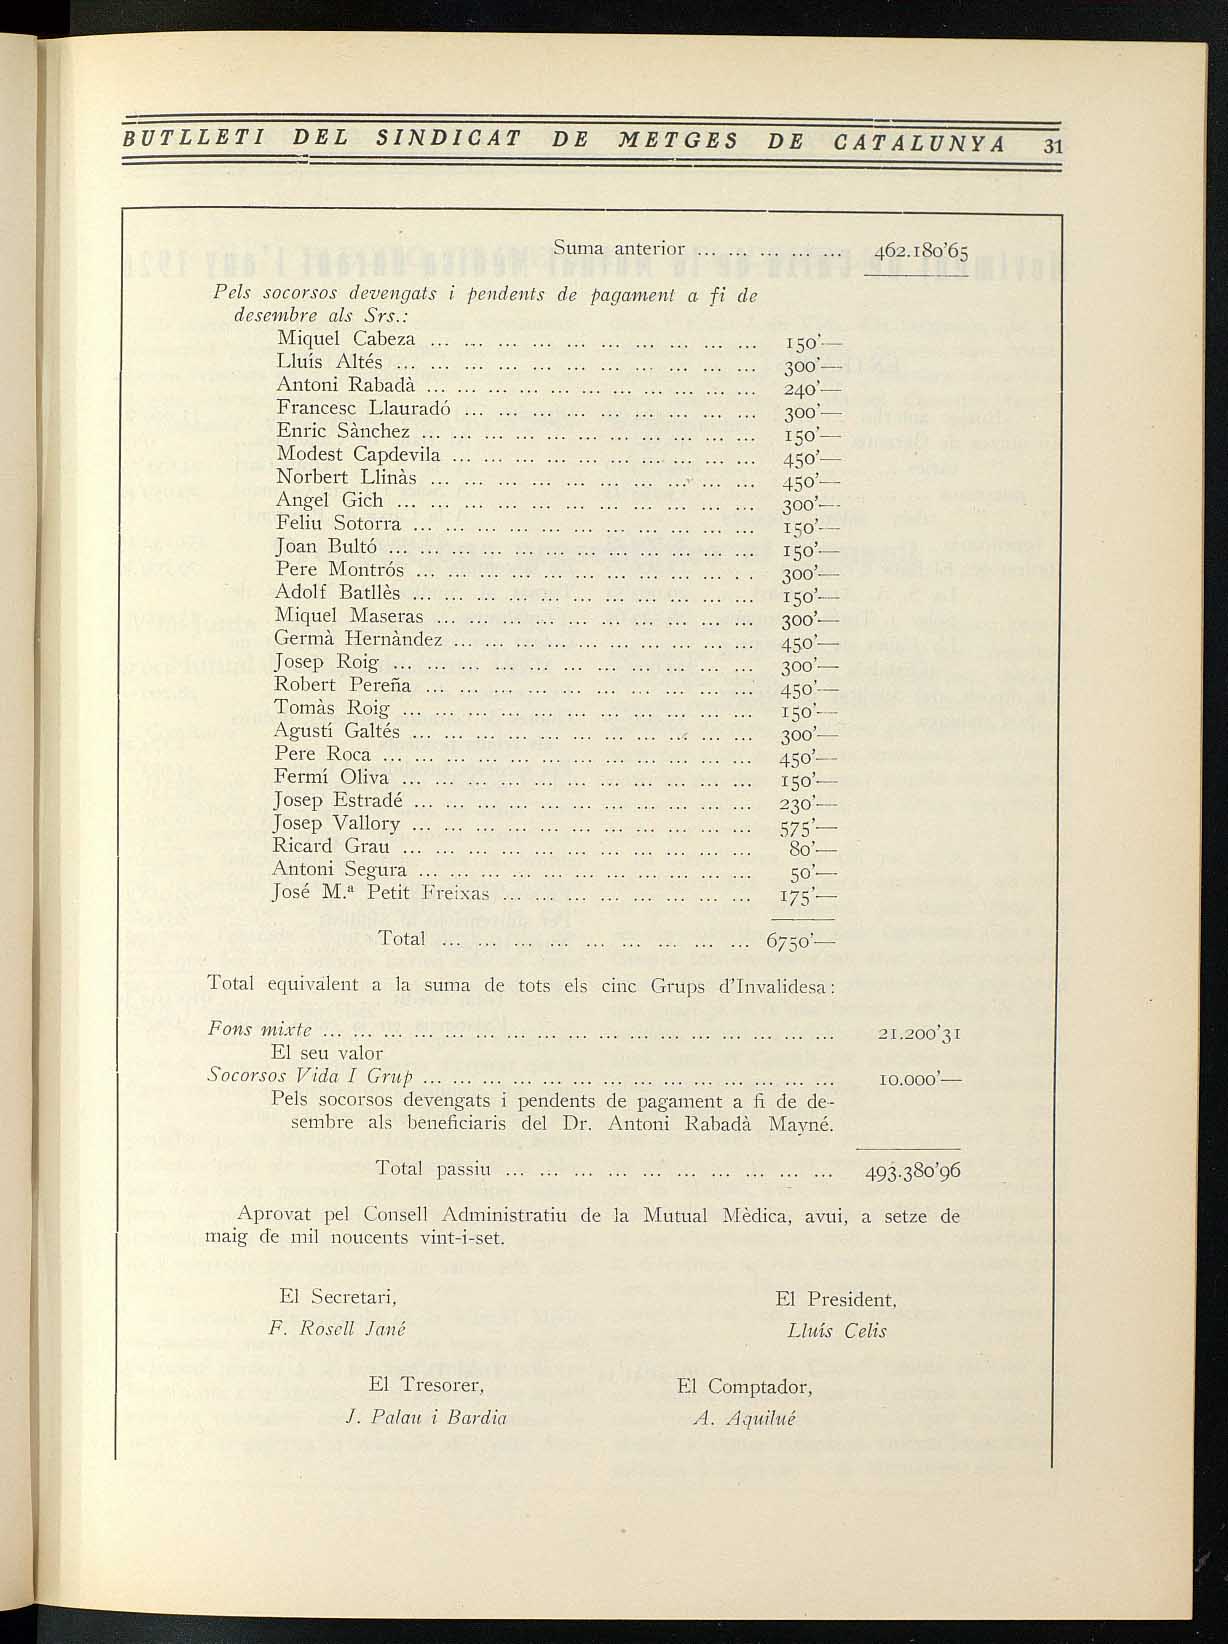 BUTLLETI DEL SINDICAT DE METGES DE CATALUNYA 31
Suma anterior ... ... ... ... ... 462.180'65
Pels socorsos devengats i pendents de pagament a fi de
desembre als Srs.:
Miquel Cabeza ... ... ... ... ... ... ... ... ... ... 150'—
Lluís Altés ... ... ... ... ... ... ... ... ... ... ... 300'—
Antoni Rabadà ... ... ... ... ... ... ... ... ... ... 240'—
Francesc Llauradó ... ... ... ... ... ... ... ... ... 300'—
Enric Sànchez ... ... ... ... ... ... ... ... ... ... ... 150'—
Modest Capdevila ... ... ... ... ... ... ... ... ... 450'—
Norbert Llinàs ... ... ... ... ... ... ... ... ... ... 450'—
Angel Gich ... ... ... ... ... ... ... ... ... ... ... 300'—
Feliu Sotorra ... ... ... ... ... ... ... ... ... ... ... 150'—
Joan Bultó ... ... ... ... ... ... ... ... ... ... ... ... 150'—
Pere Montrós ... ... ... ... ... ... ... ... ... ... . . 300'—
Adolf Batllès ... ... ... ... ... ... ... ... ... ... ... 150'—
Miquel Maseras ... ... ... ... ... ... ... ... ... ... 300'—
Germà Hernàndez ... ... ... ... ... ... ... ... ... ... 450'—
Josep Roig ... ... ... ... ... ... ... ... ... ... ... 300'—
Robert Pereña ... ... ... ... ... ... ... ... ... ... 450'—
Tomàs Roig ... ... ... ... ... ... ... ... ... ... ... 150'—
Agustí Galtés ... ... ... ... ... ... ... ... ... ... ... 300'—
Pere Roca ... ... ... ... ... ... ... ... ... ... ... ... 450'—
Fermí Oliva ... ... ... ... ... ... ... ... ... ... ... 150'—
Josep Estradé ... ... ... ... ... ... ... ... ... ... ... 230'—
Josep Vallory ... ... ... ... ... ... ... ... ... ... ... 575'—
Ricard Grau ... ... ... ... ... ... ... ... ... ... ... 80'—
Antoni Segura ... ... ... ... ... ... ... ... ... ... ... 50'—
José M.ª Petit Freixas ... ... ... ... ... ... ... ... 175'—
Total ... ... ... ... ... ... ... ... ... 6750'—
Total equivalent a la suma de tots els cinc Grups d'Invalidesa:
Fons mixte ... ... ... ... ... ... ... ... ... ... ... ... ... ... ... ... ... 21.200'31
El seu valor
Socorsos Vida I Grup ... ... ... ... ... ... ... ... ... ... ... ... ... ... 10.000'—
Pels socorsos devengats i pendents de pagament a fi de de-
sembre als beneficiaris del Dr. Antoni Rabadà Mayné.
Total passiu ... ... ... ... ... ... ... ... ... ... 493.380'96
Aprovat pel Consell Administratiu de la Mutual Mèdica, avui, a setze de
maig de mil noucents vint-i-set.
El Secretari,
F. Rosell Jané
El President,
Lluís Celis
El Tresorer,
J. Palau i Bardia
El Comptador,
A. Aquilué